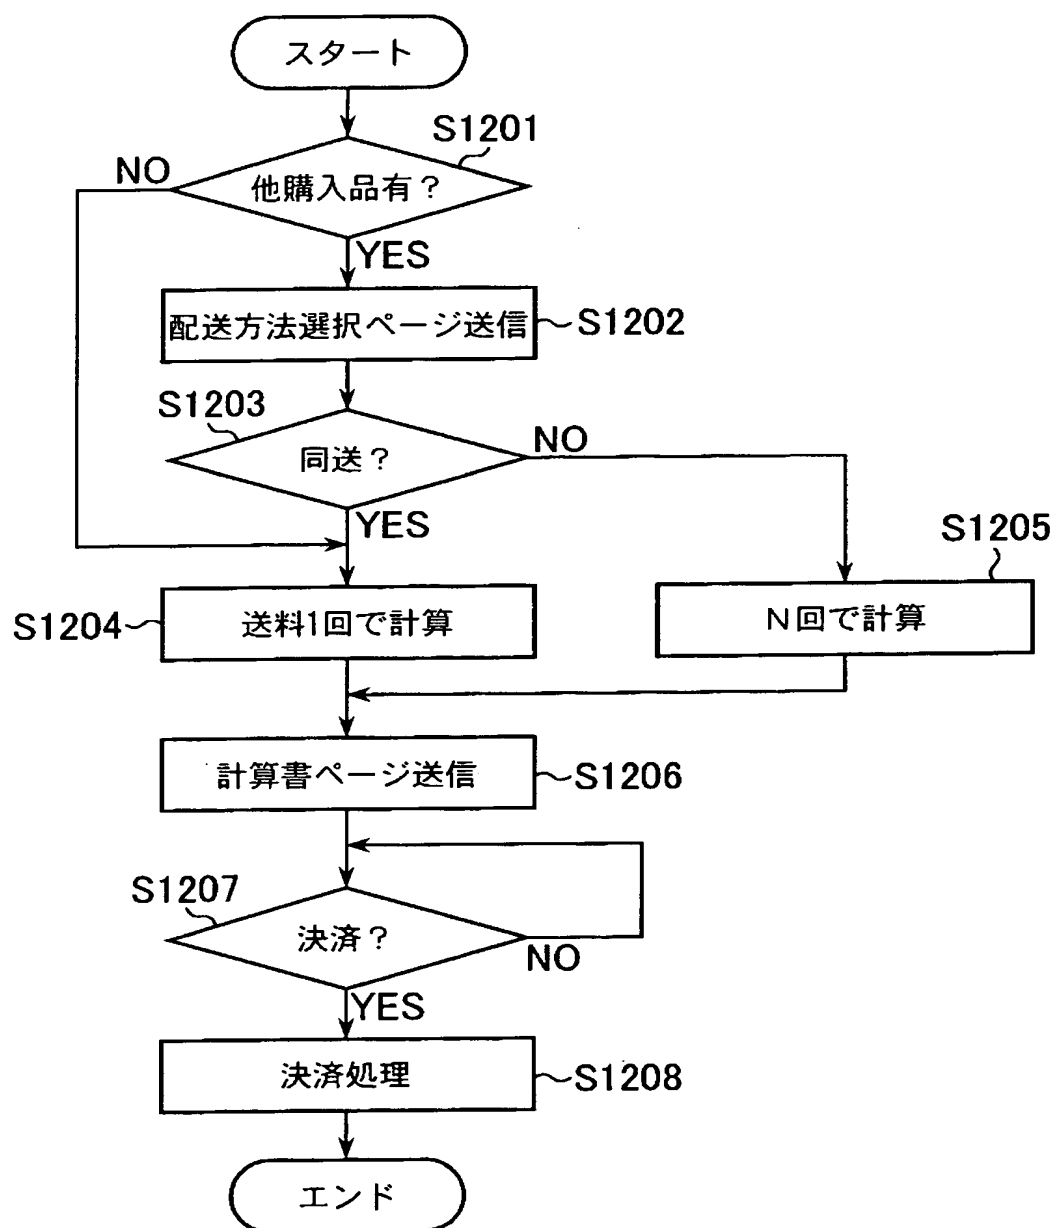 スタート
S1201
NO
他購入品有？
YES
配送方法選択ページ送信
S1202
S1203
同送？
NO
YES
S1205
S1204
送料1回で計算
N回で計算
計算書ページ送信
S1206
S1207
決済？
NO
YES
決済処理
S1208
エンド